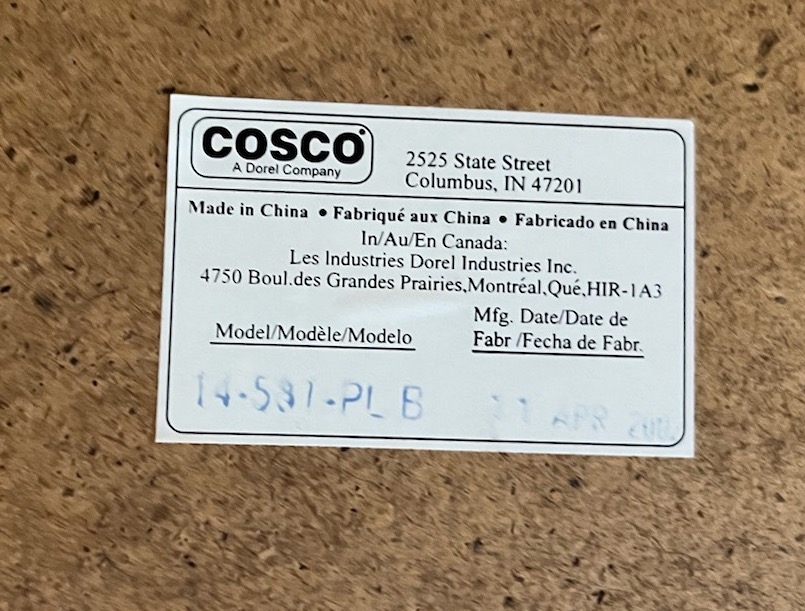 COSCO
A Dorel Company
2525 State Street
Columbus, IN 47201
Made in China • Fabriqué aux China • Fabricado en China
In/Au/En Canada:
Les Industries Dorel Industries Inc.
4750 Boul.des Grandes Prairies,Montréal,Qué,HIR-1A3
Model/Modèle/Modelo
Mfg. Date/Date de
Fabr /Fecha de Fabr.
PL B
APR